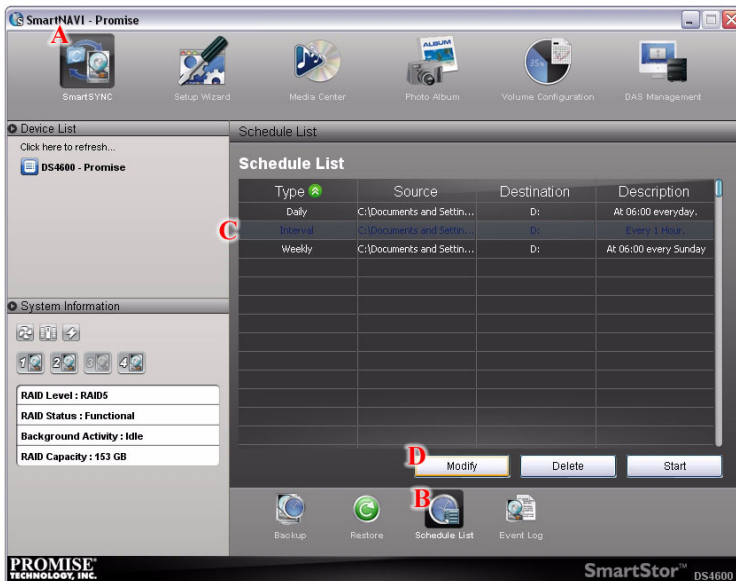 SmartNAVI - Promise
A
SmartSYNC
Setup Wizard
Media Center
ALBUM
Photo Album
35%
Volume Configuration
DAS Management
Device List
Click here to refresh...
DS4600 - Promise
Schedule List
Schedule List
Type Source Destination Description
Daily C:\Documents and Settin... D: At 06:00 everyday.
C
Interval C:\Documents and Settin... D: Every 1 Hour.
Weekly C:\Documents and Settin... D: At 06:00 every Sunday
System Information
1 2 3 4
RAID Level : RAID5
RAID Status : Functional
Background Activity : Idle
RAID Capacity : 153 GB
D
Modify Delete Start
B
Backup Restore Schedule List Event Log
PROMISE
TECHNOLOGY, INC.
SmartStor™ DS4600